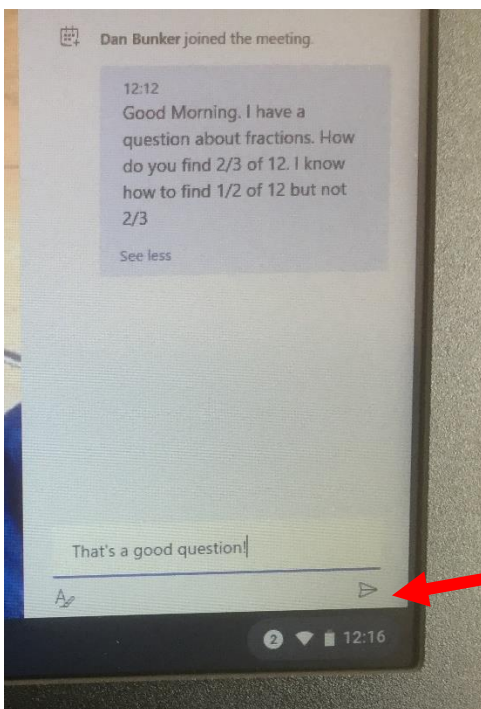 Dan Bunker joined the meeting.
12:12
Good Morning. I have a
question about fractions. How
do you find 2/3 of 12. I know
how to find 1/2 of 12 but not
2/3
See less
That's a good question!
A
2 12:16